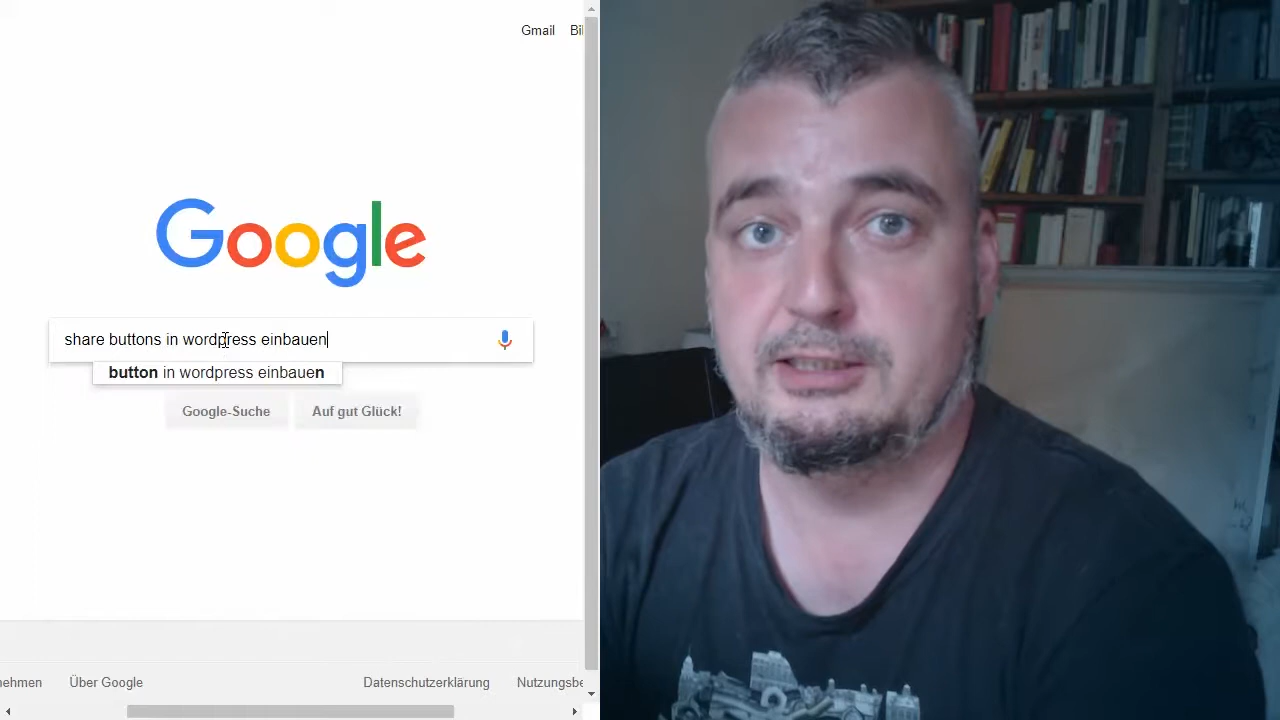 Gmail
Google
share buttons in wordpress einbauen
button in wordpress einbauen
Google-Suche
Auf gut Glück!
Über Google
Datenschutzerklärung